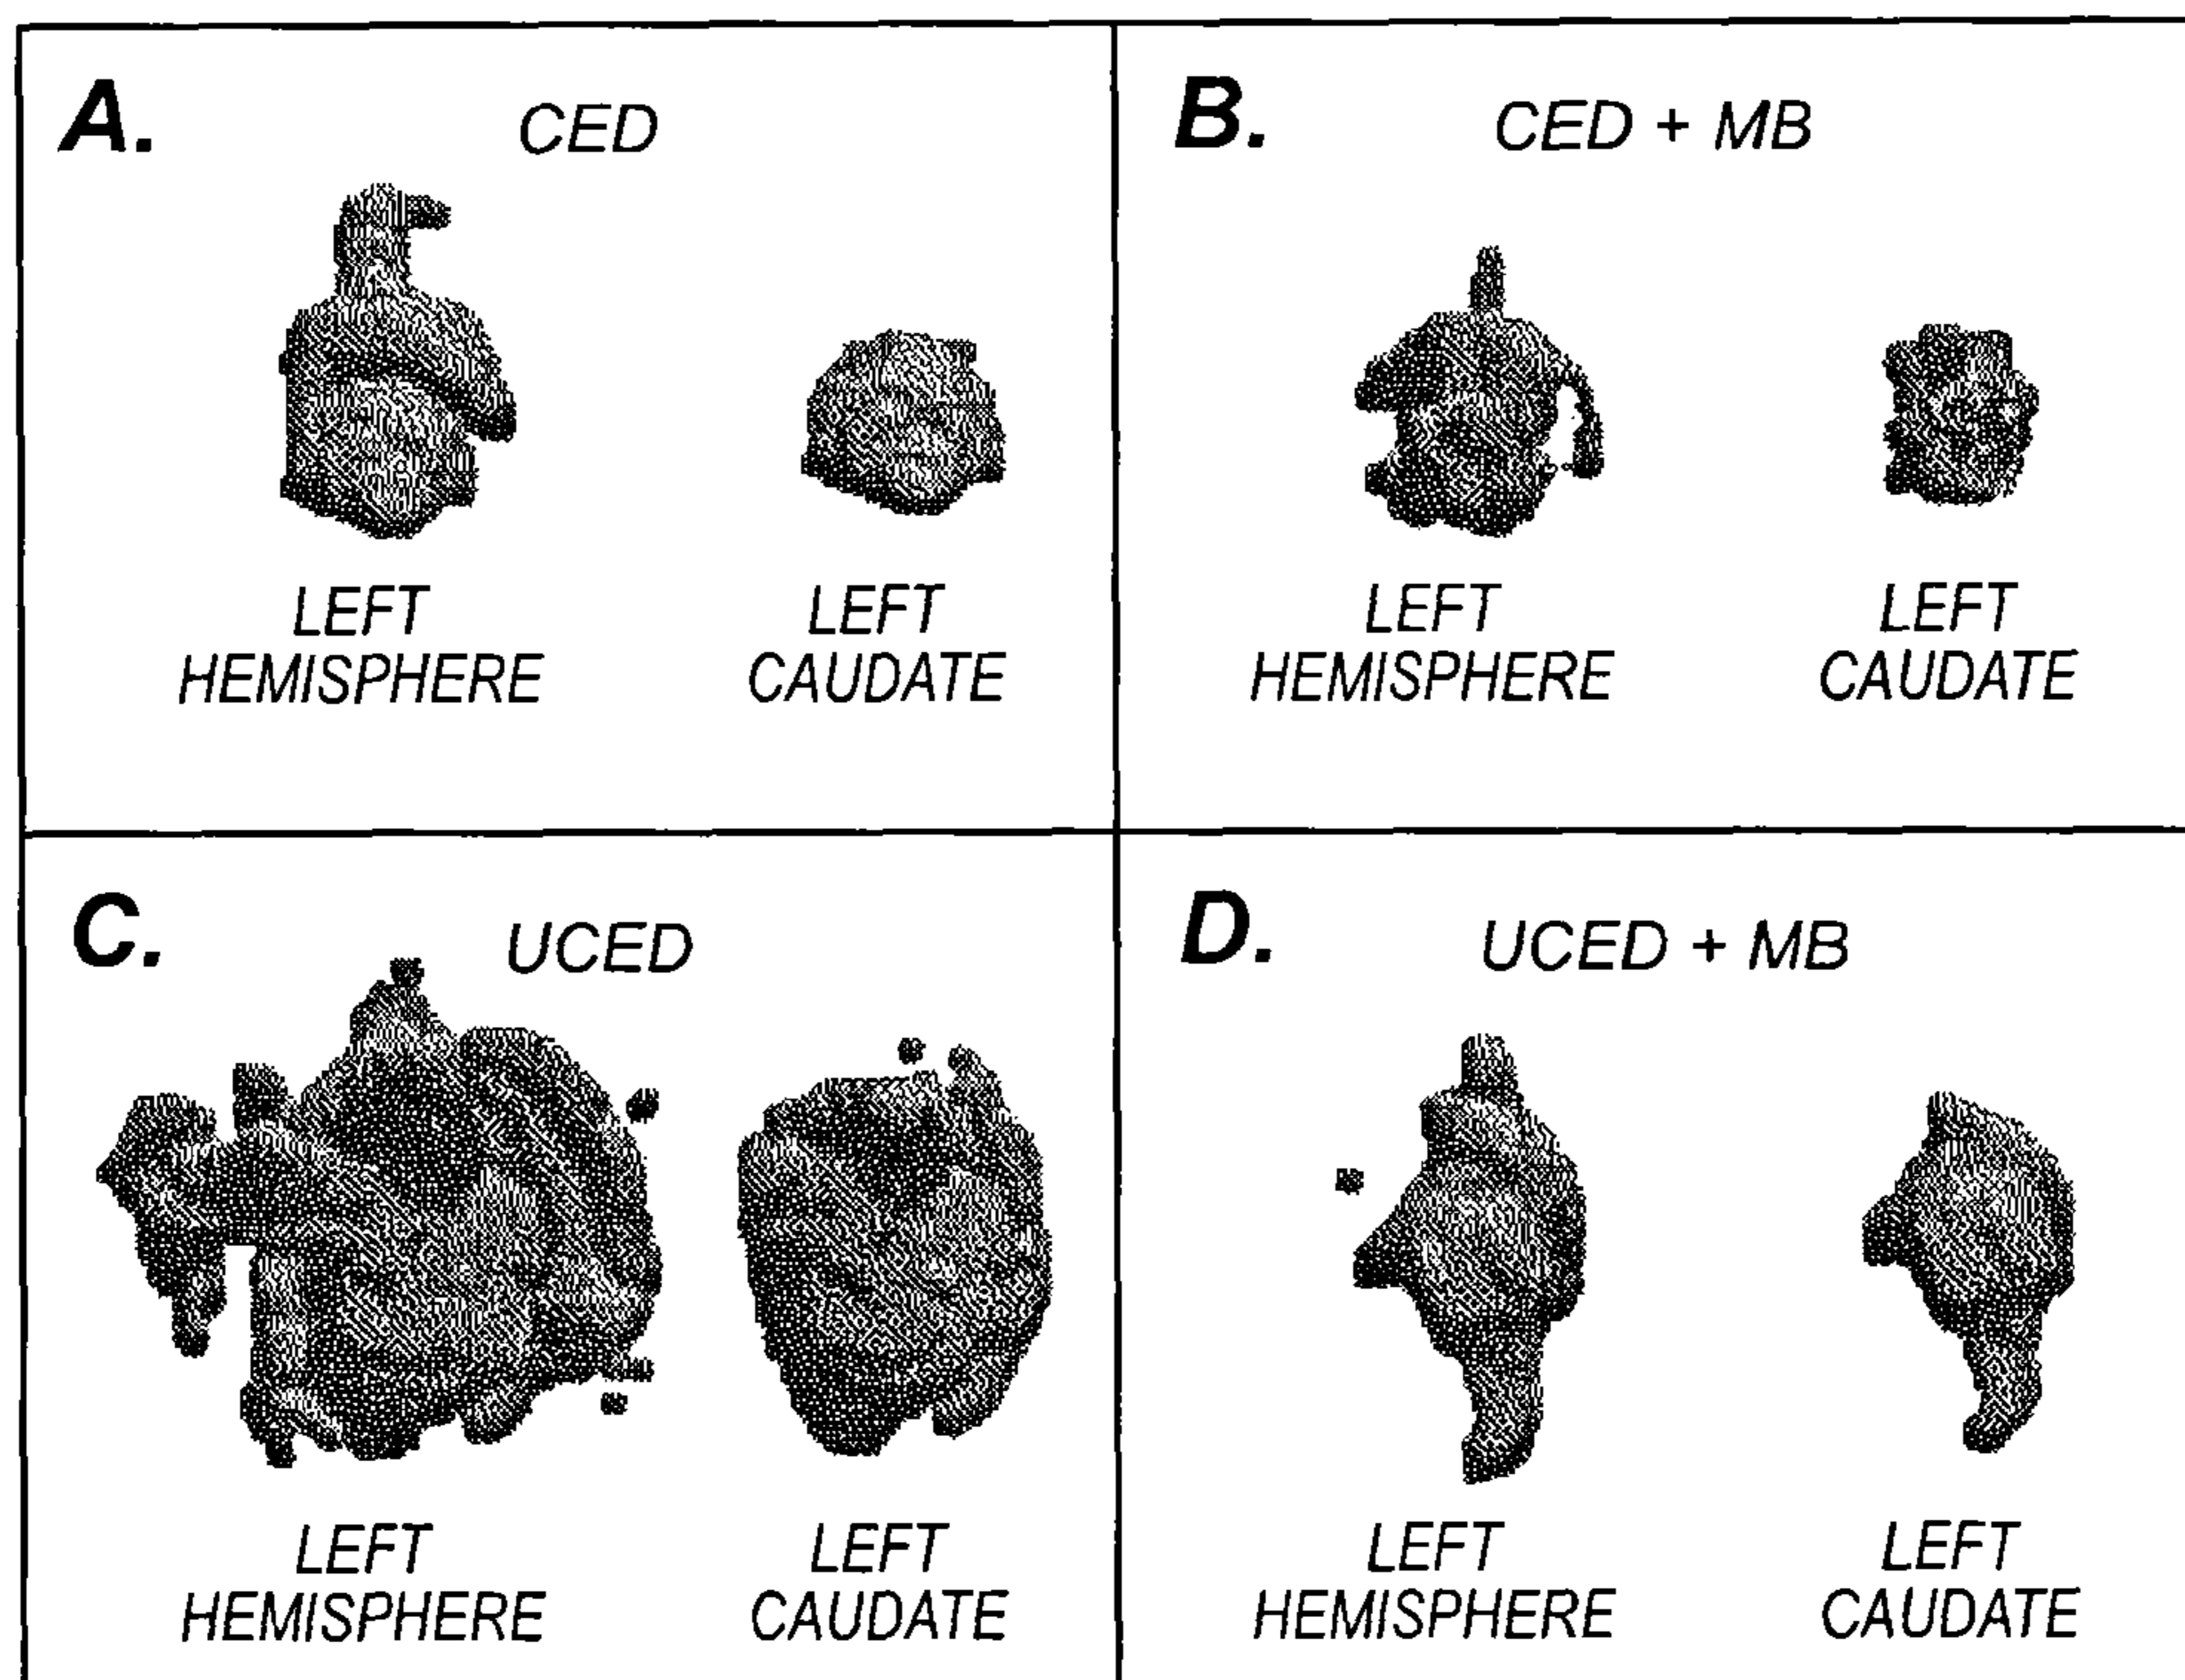 A.
CED
LEFT
HEMISPHERE
LEFT
CAUDATE
B.
CED + MB
LEFT
HEMISPHERE
LEFT
CAUDATE
C.
UCED
LEFT
HEMISPHERE
LEFT
CAUDATE
D.
UCED + MB
LEFT
HEMISPHERE
LEFT
CAUDATE